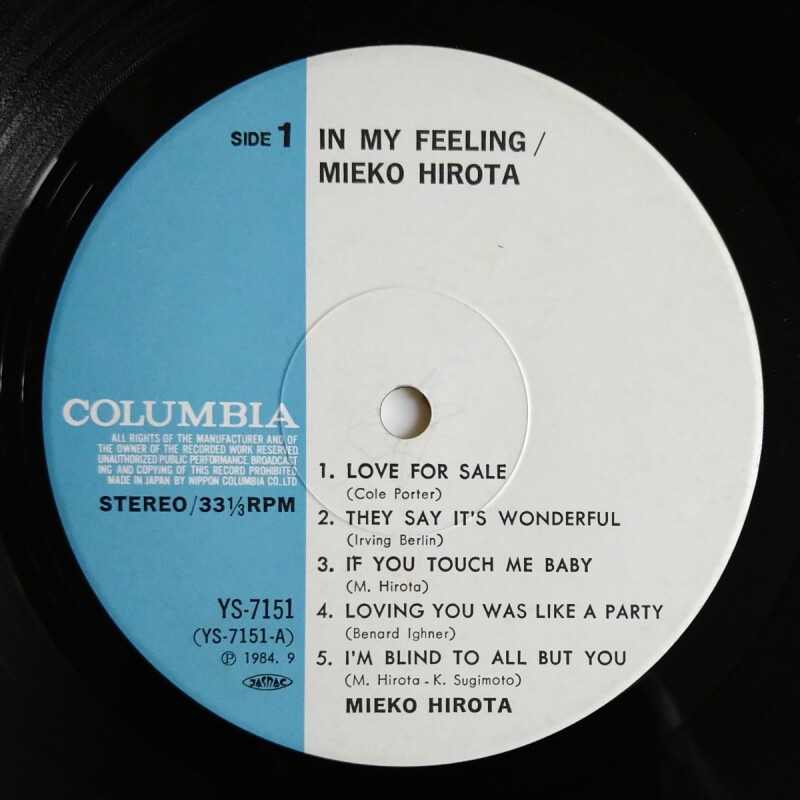 SIDE 1
IN MY FEELING /
MIEKO HIROTA
COLUMBIA
ALL RIGHTS OF THE MANUFACTURER AND OF
THE OWNER OF THE RECORDED WORK RESERVED.
UNAUTHORIZED PUBLIC PERFORMANCE. BROADCAST
ING AND COPYING OF THIS RECORD PROHIBITED
MADE IN JAPAN BY NIPPON COLUMBIA CO., LTD.
STEREO/33⅓RPM
1. LOVE FOR SALE
(Cole Porter)
2. THEY SAY IT'S WONDERFUL
(Irving Berlin)
3. IF YOU TOUCH ME BABY
(M. Hirota)
4. LOVING YOU WAS LIKE A PARTY
(Benard Ighner)
5. I'M BLIND TO ALL BUT YOU
(M. Hirota - K. Sugimoto)
MIEKO HIROTA
YS-7151
(YS-7151-A)
Ⓟ 1984. 9
JASRAC